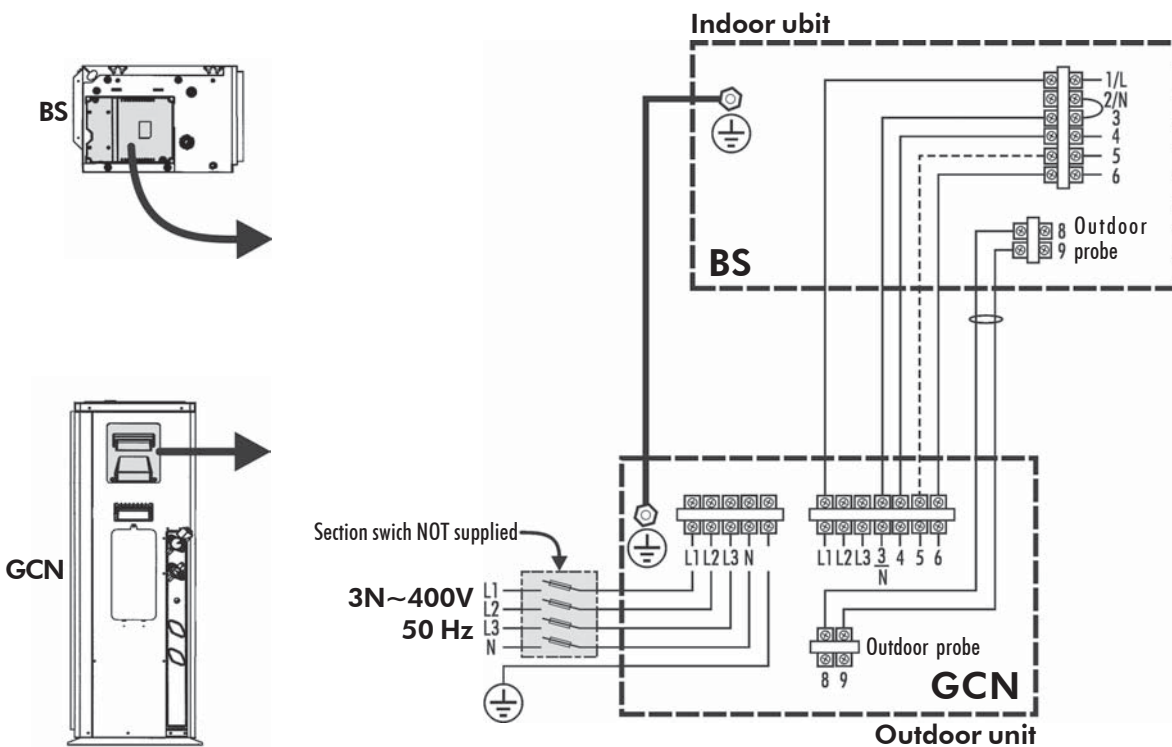 Indoor ubit
BS
1/L
2/N
3
4
5
6
8 Outdoor
9 probe
BS
GCN
Section swich NOT supplied
3N~400V
50 Hz
L1
L2
L3
N
L1 L2 L3 N
L1 L2 L3 3/N 4 5 6
Outdoor probe
8 9
GCN
Outdoor unit